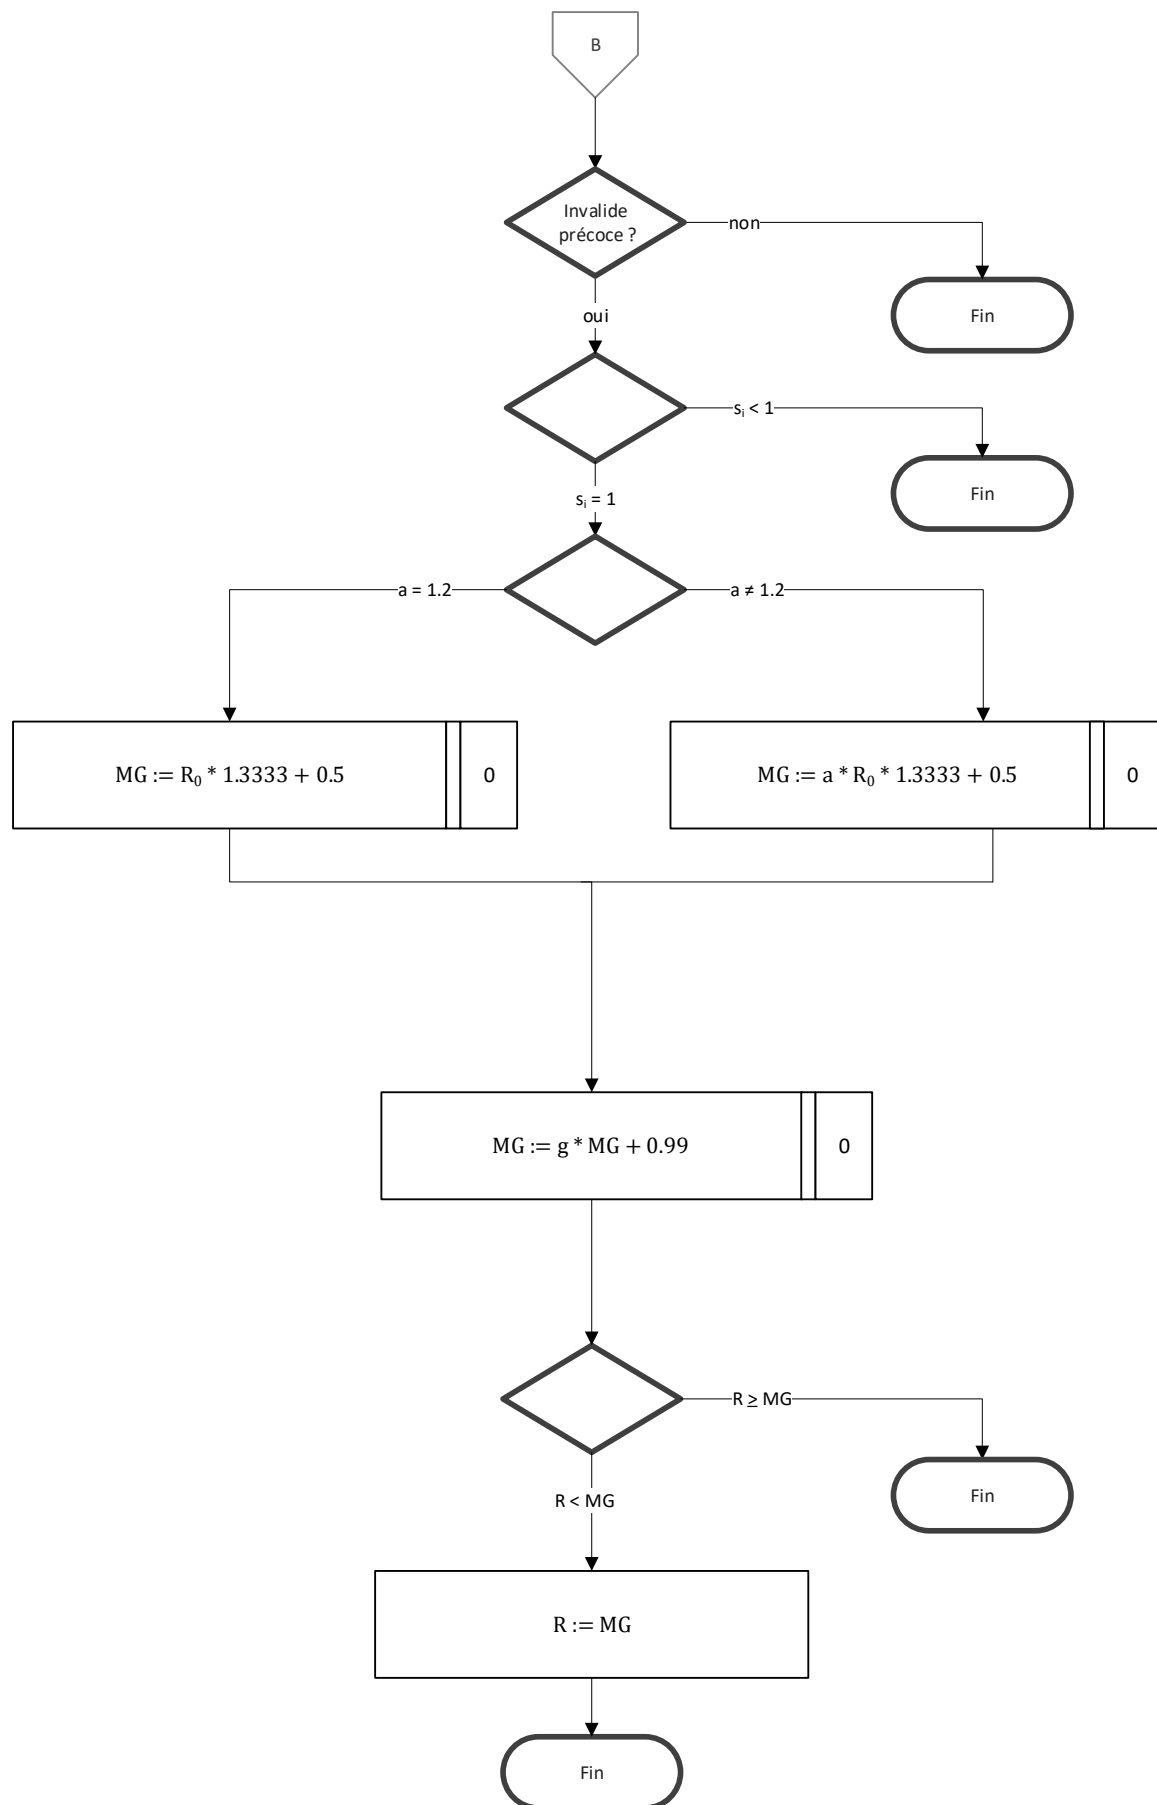 B
Invalide
précoce ?
non
Fin
oui
sᵢ < 1
Fin
sᵢ = 1
a = 1.2
a ≠ 1.2
MG := R₀ * 1.3333 + 0.5
0
MG := a * R₀ * 1.3333 + 0.5
0
MG := g * MG + 0.99
0
R ≥ MG
Fin
R < MG
R := MG
Fin